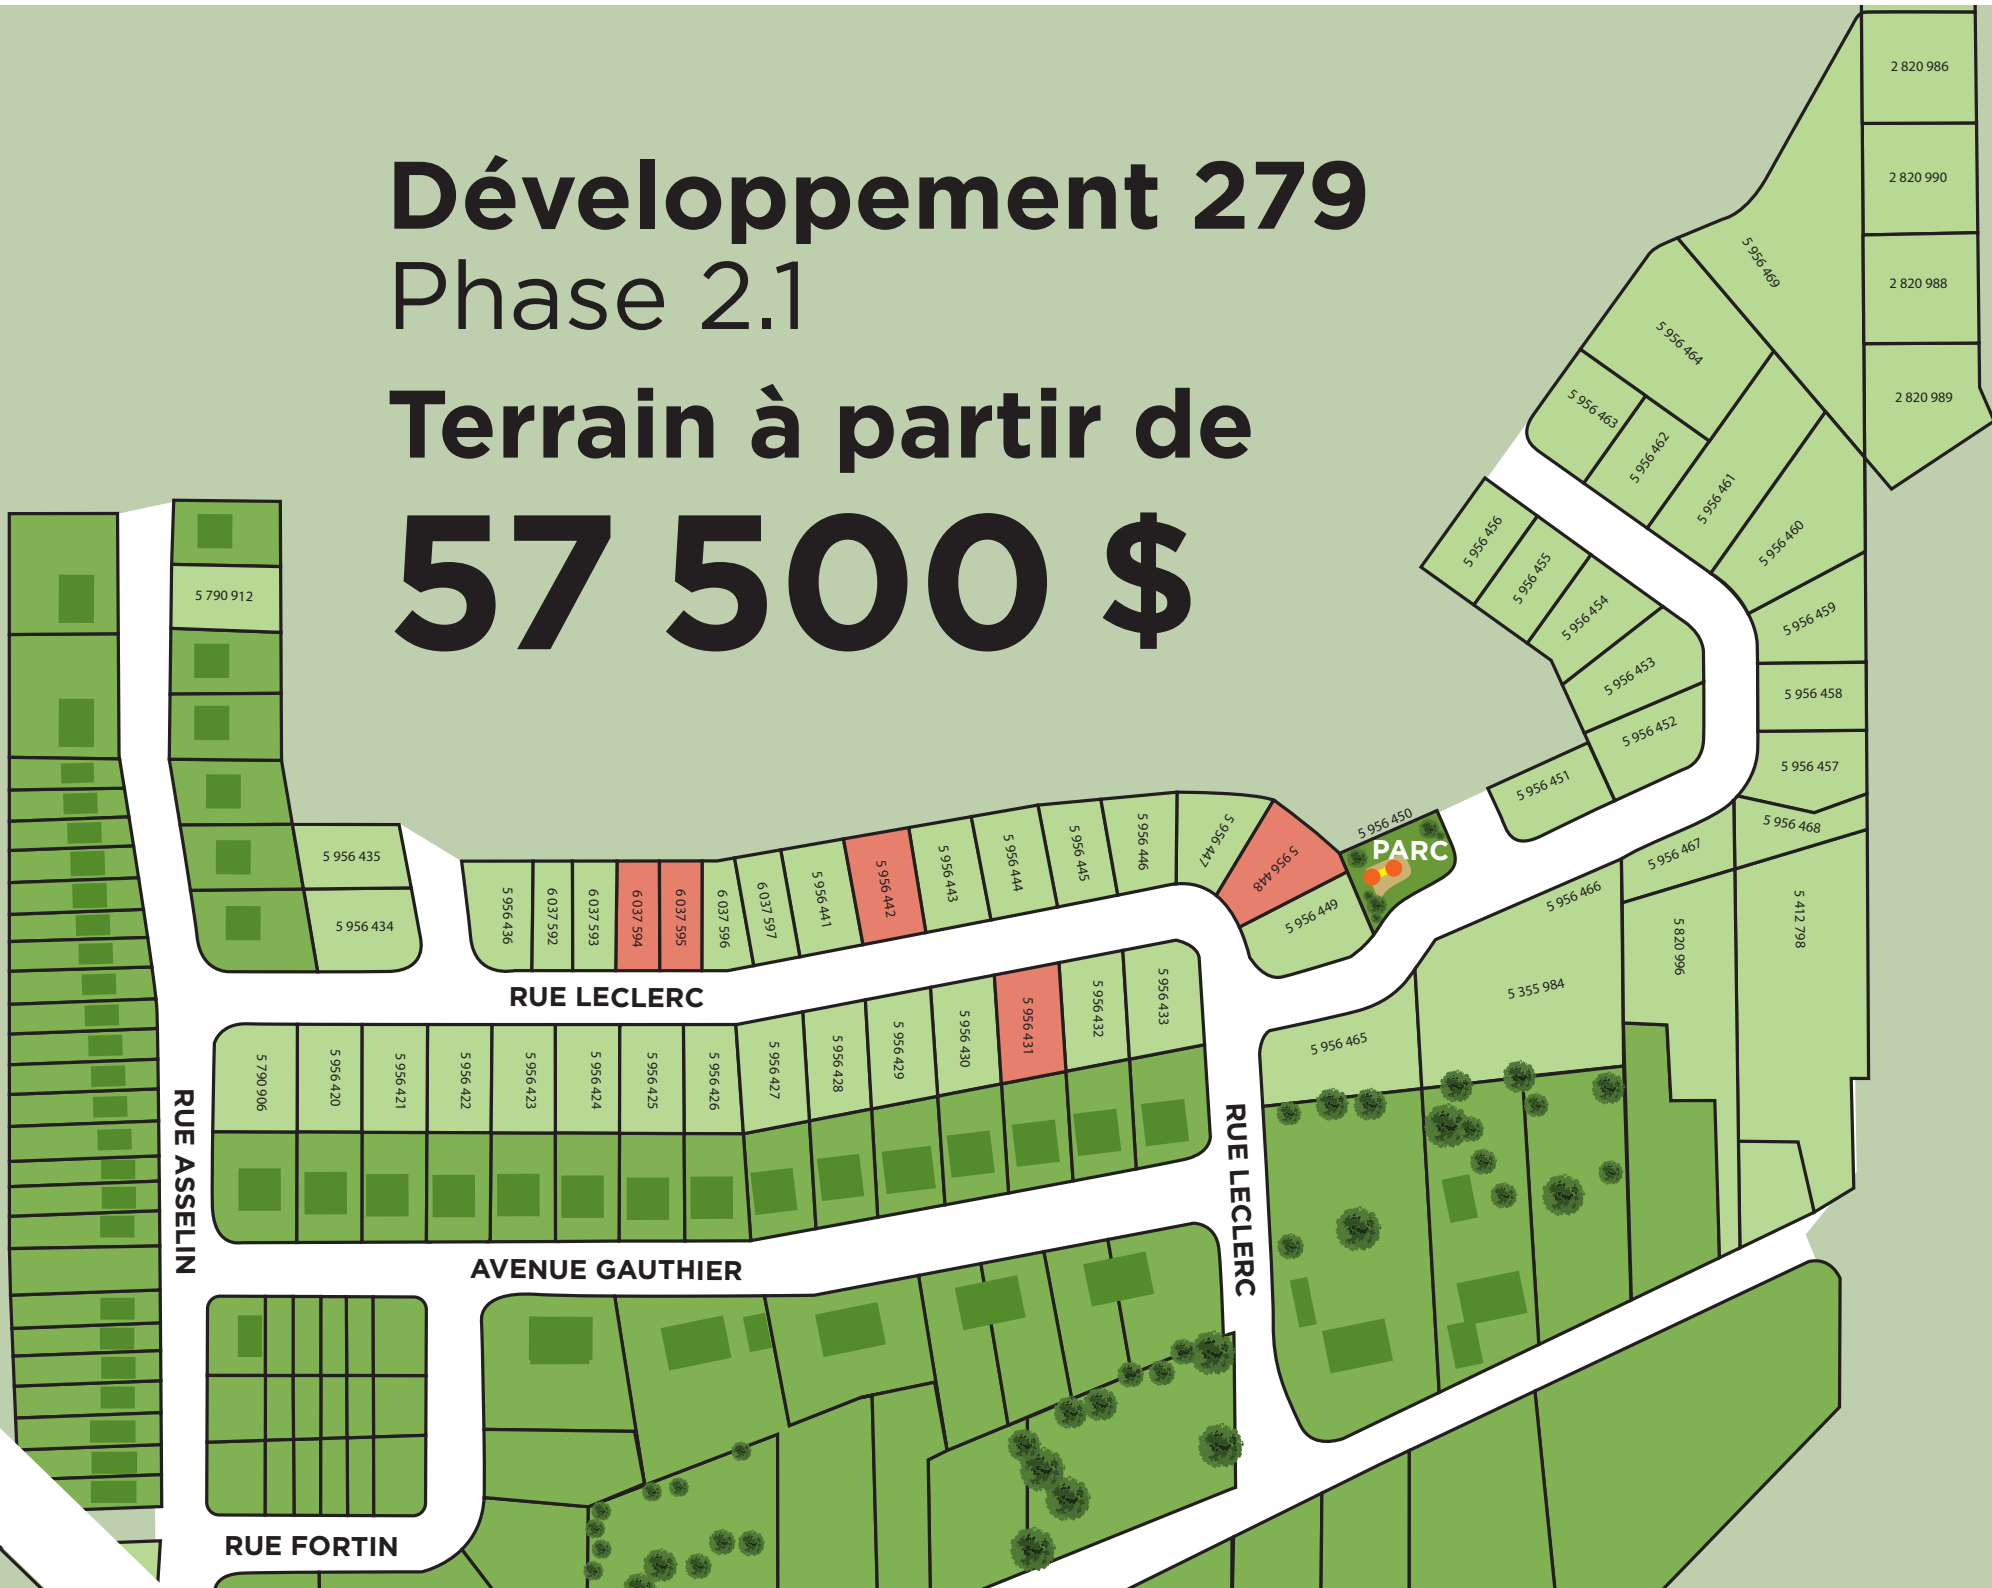 Développement 279
Phase 2.1
Terrain à partir de
57 500 $
2 820 986
2 820 990
2 820 988
2 820 989
5 956 469
5 956 464
5 956 463
5 956 462
5 956 461
5 956 460
5 956 459
5 956 458
5 956 457
5 956 456
5 956 455
5 956 454
5 956 453
5 956 452
5 956 451
5 956 450
PARC
5 956 468
5 956 467
5 956 466
5 412 798
5 820 996
5 355 984
5 956 465
5 790 912
5 956 435
5 956 434
5 956 436
6 037 592
6 037 593
6 037 594
6 037 595
6 037 596
6 037 597
5 956 441
5 956 442
5 956 443
5 956 444
5 956 445
5 956 446
5 956 447
5 956 448
5 956 449
RUE LECLERC
5 790 906
5 956 420
5 956 421
5 956 422
5 956 423
5 956 424
5 956 425
5 956 426
5 956 427
5 956 428
5 956 429
5 956 430
5 956 431
5 956 432
5 956 433
RUE ASSELIN
RUE LECLERC
AVENUE GAUTHIER
RUE FORTIN